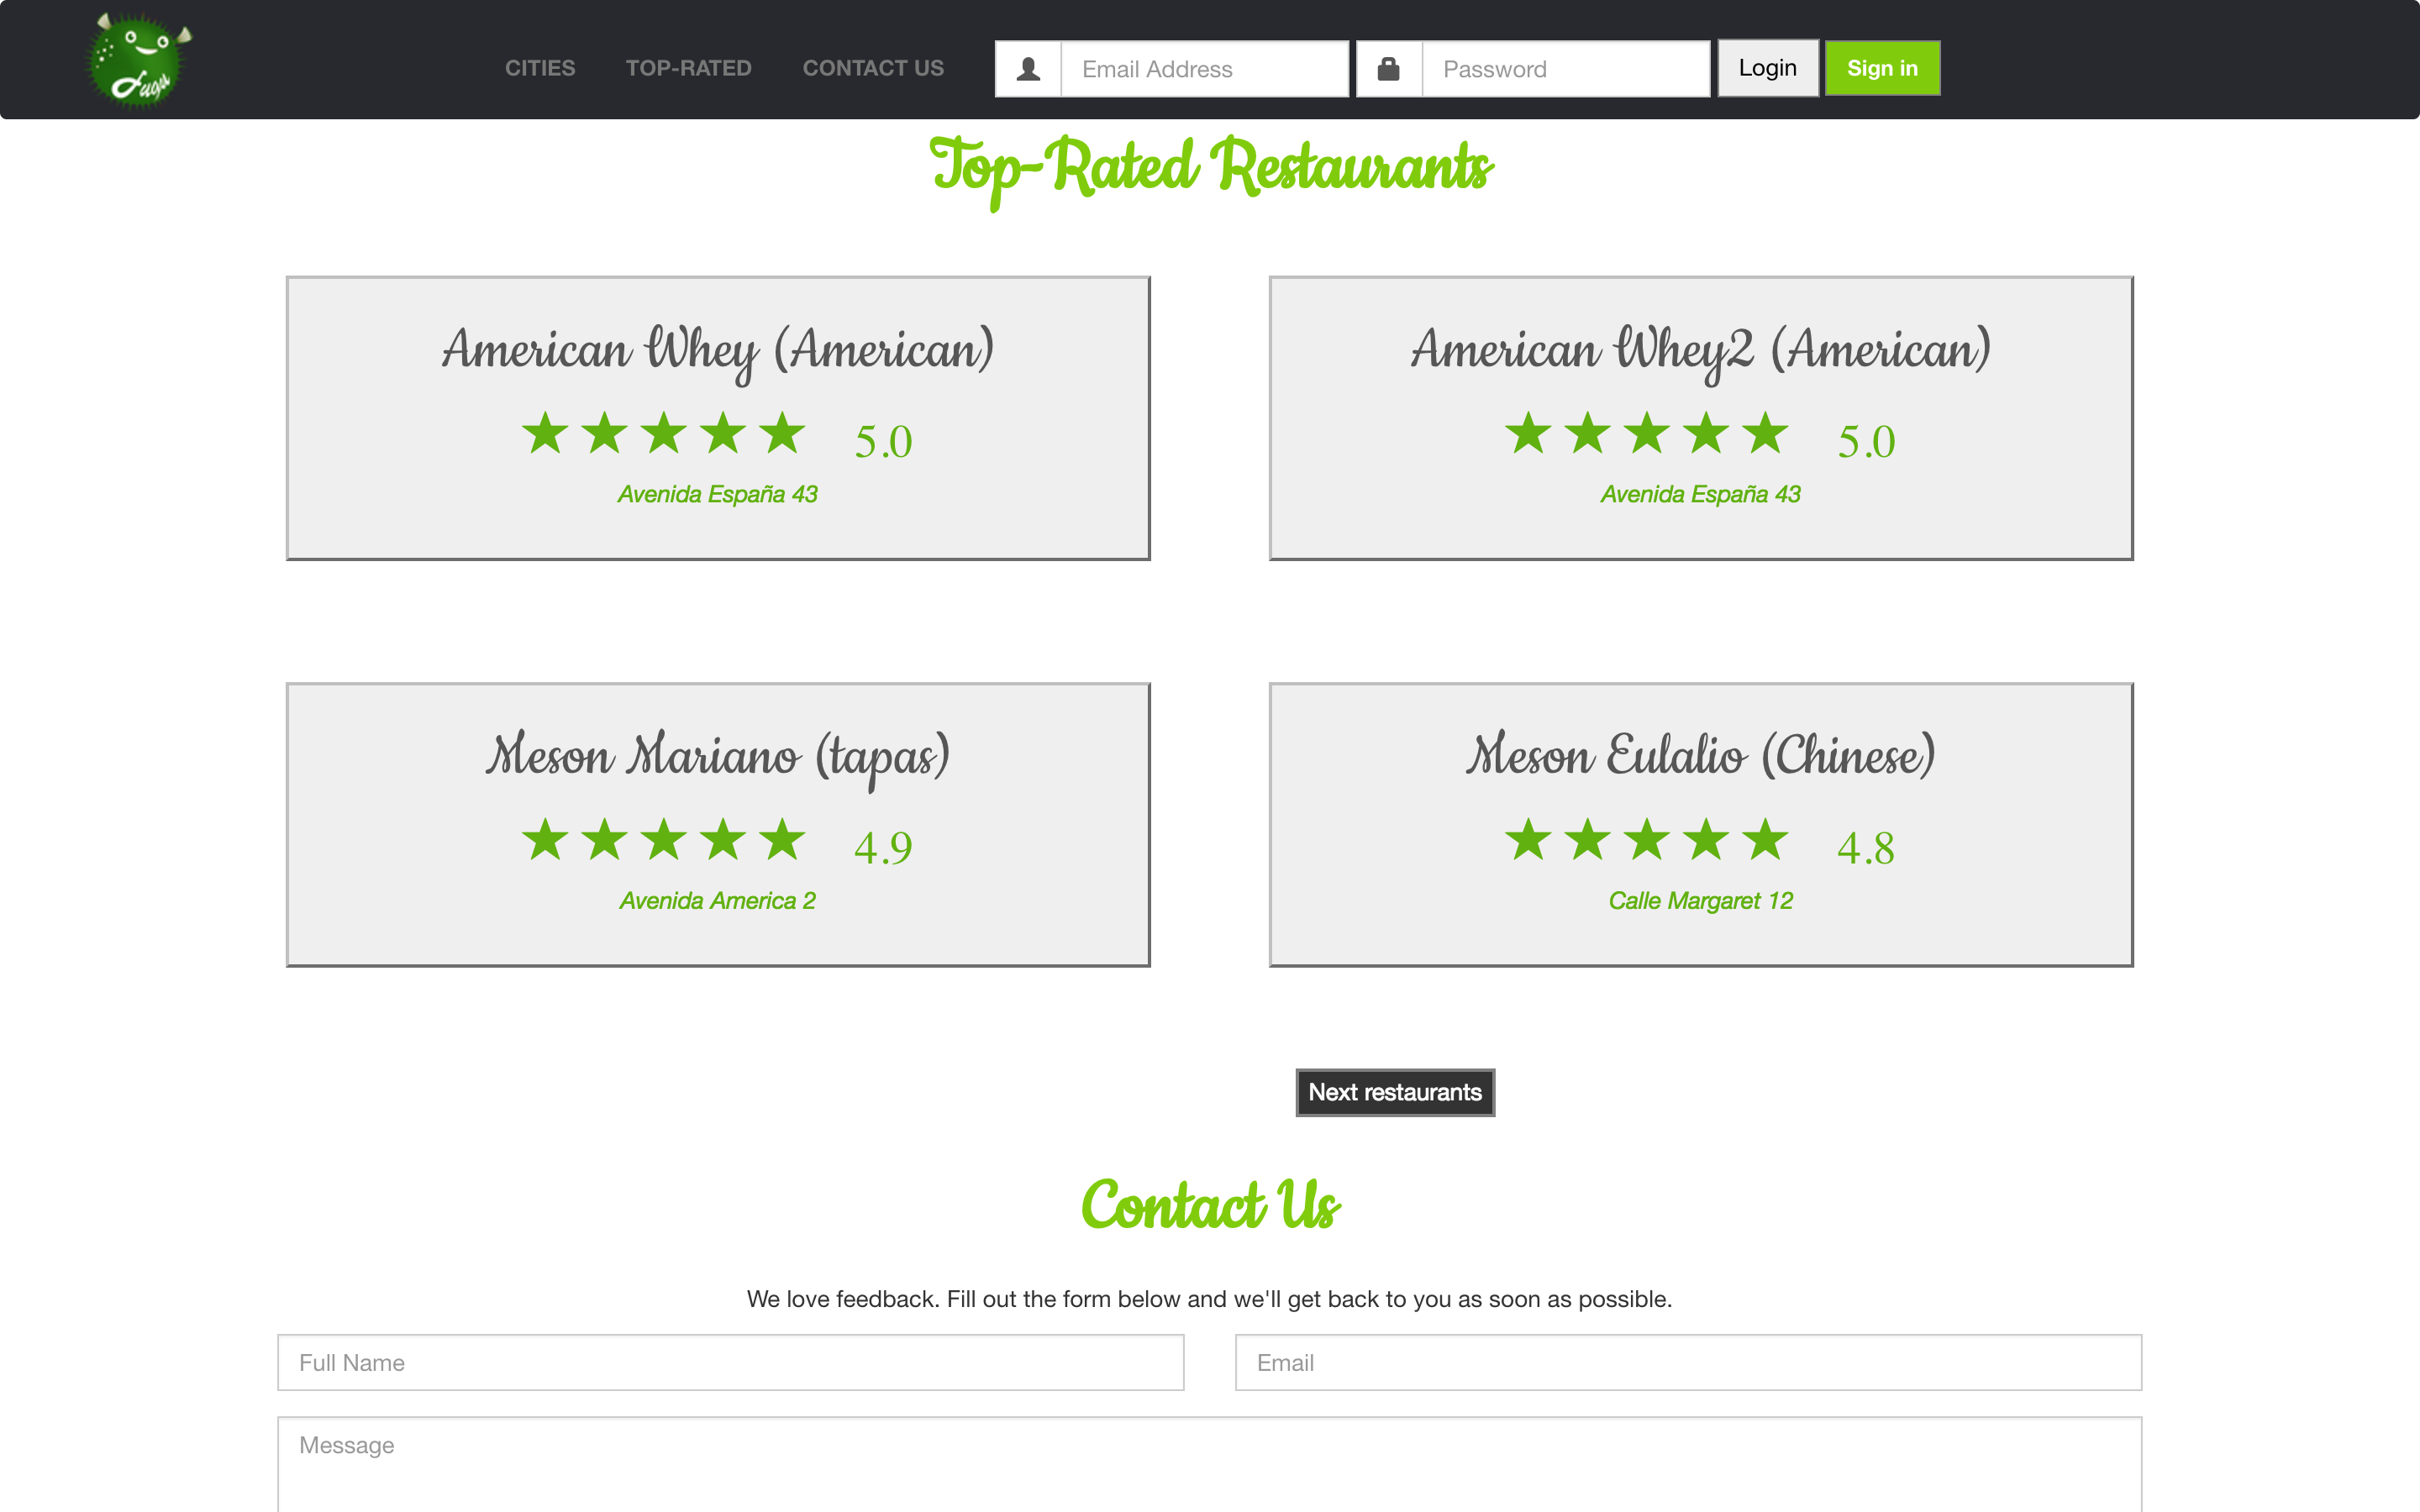 CITIES TOP-RATED CONTACT US Email Address Password Login Sign in
Top-Rated Restaurants
American Whey (American)
5.0
Avenida España 43
American Whey2 (American)
5.0
Avenida España 43
Meson Mariano (tapas)
4.9
Avenida America 2
Meson Eulalio (Chinese)
4.8
Calle Margaret 12
Next restaurants
Contact Us
We love feedback. Fill out the form below and we'll get back to you as soon as possible.
Full Name Email
Message